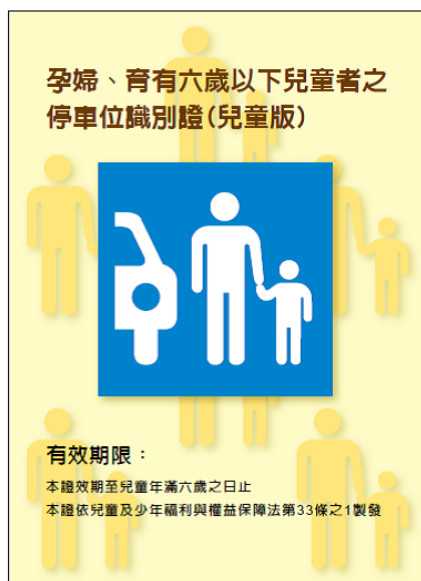 孕婦、育有六歲以下兒童者之
停車位識別證(兒童版)
有效期限：
本證效期至兒童年滿六歲之日止
本證依兒童及少年福利與權益保障法第33條之1製發